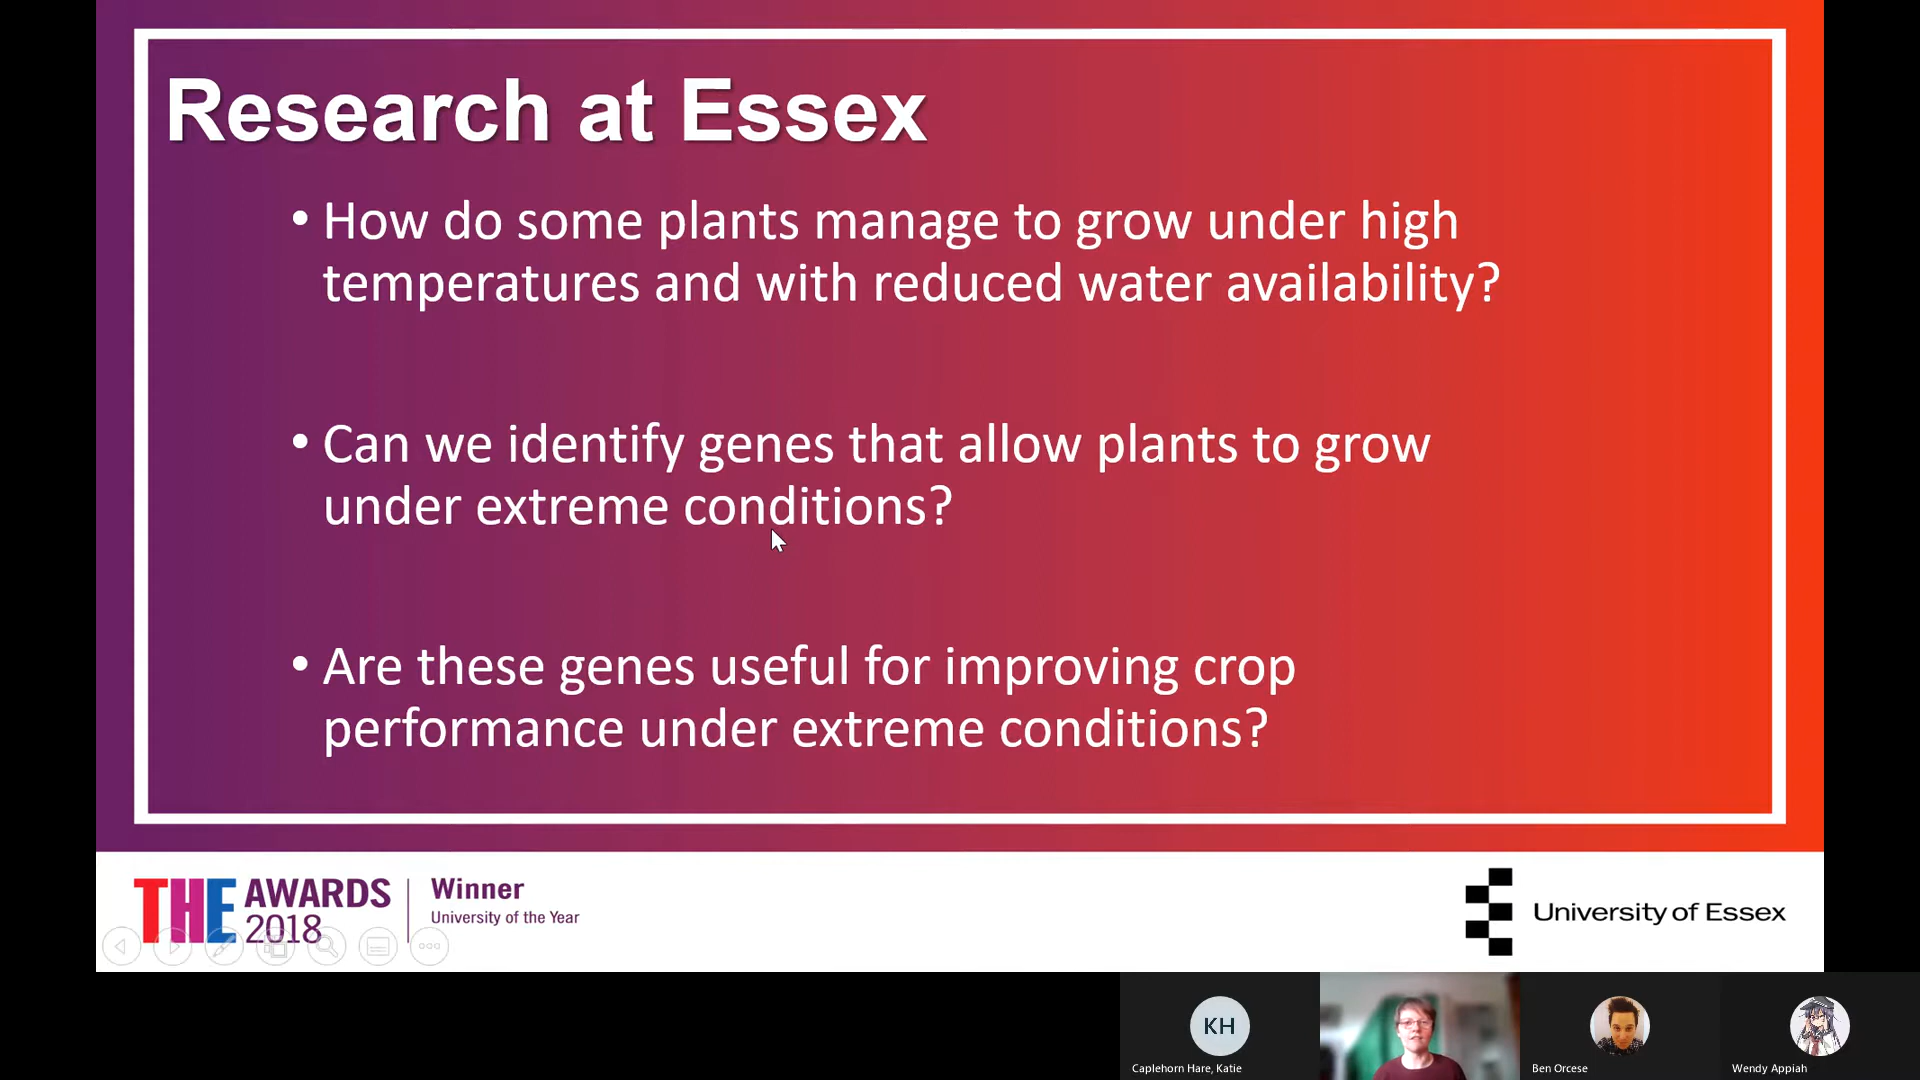 Research at Essex
• How do some plants manage to grow under high
temperatures and with reduced water availability?
• Can we identify genes that allow plants to grow
under extreme conditions?
• Are these genes useful for improving crop
performance under extreme conditions?
THE AWARDS 2018
Winner
University of the Year
University of Essex
KH
Caplehorn Hare, Katie
Ben Orcese
Wendy Appiah